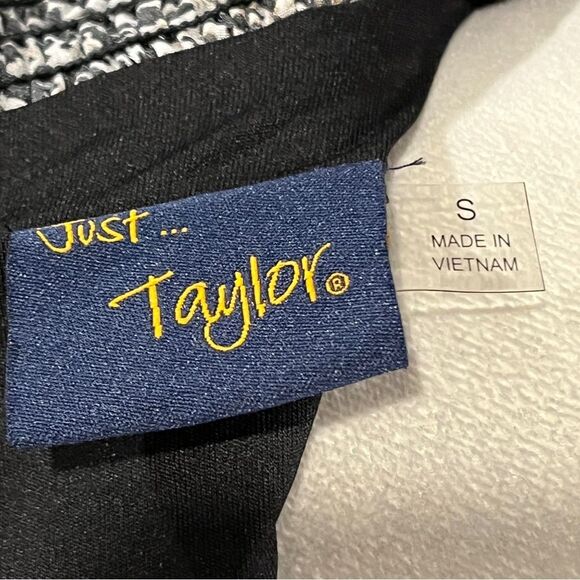 Just ...
Taylor®
S
MADE IN
VIETNAM